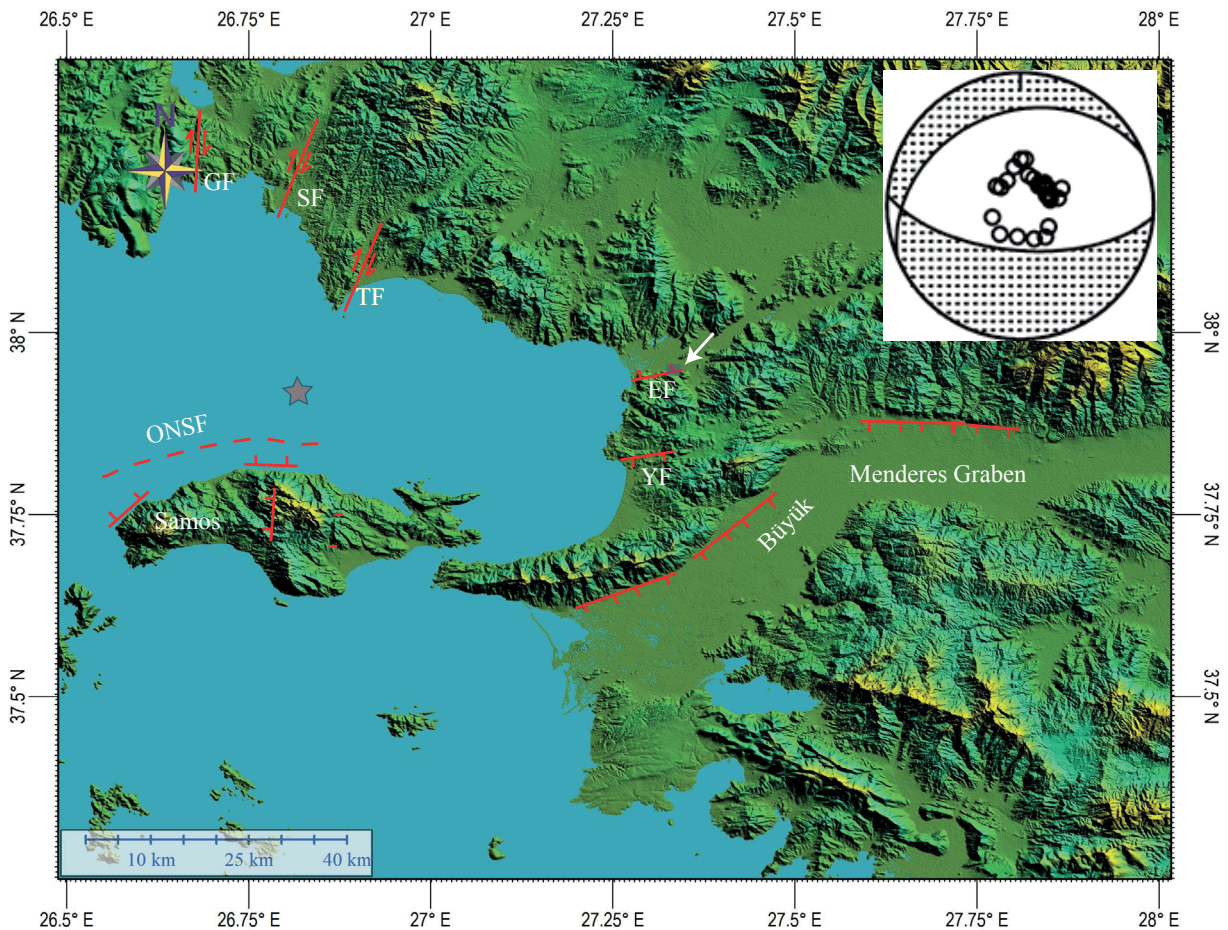 26.5° E 26.75° E 27° E 27.25° E 27.5° E 27.75° E 28° E
N
GF
SF
TF
38° N 38° N
EF
ONSF
YF
Menderes Graben
37.75° N 37.75° N
Samos
Büyük
37.5° N 37.5° N
10 km 25 km 40 km
26.5° E 26.75° E 27° E 27.25° E 27.5° E 27.75° E 28° E